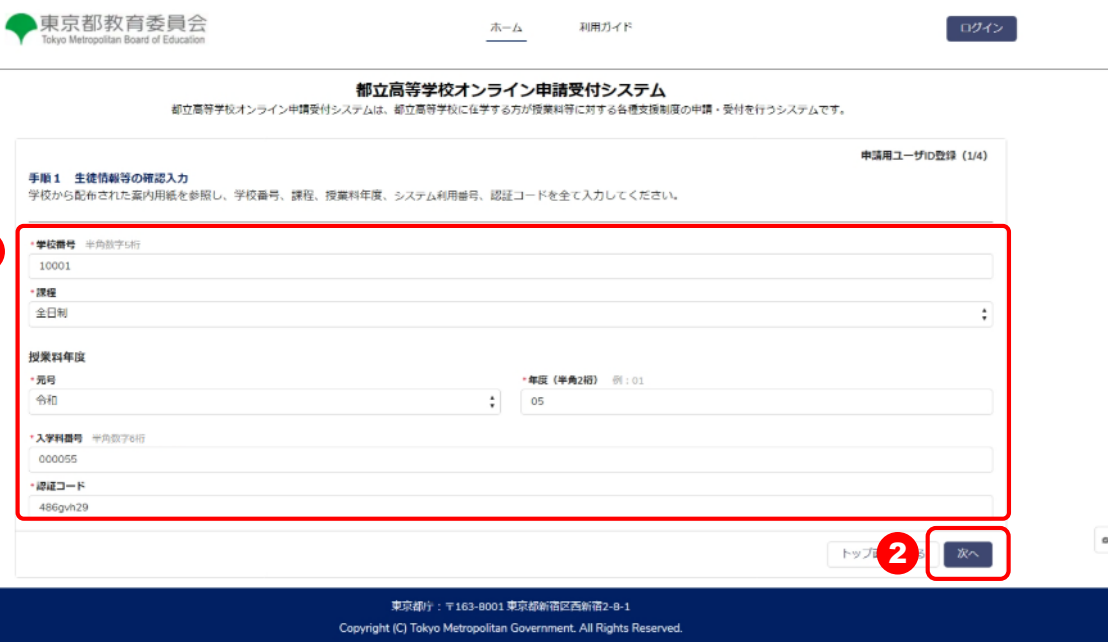 東京都教育委員会
Tokyo Metropolitan Board of Education
ホーム 利用ガイド ログイン
都立高等学校オンライン申請受付システム
都立高等学校オンライン申請受付システムは、都立高等学校に在学する方が授業料等に対する各種支援制度の申請・受付を行うシステムです。
申請用ユーザID登録（1/4）
手順１　生徒情報等の確認入力
学校から配布された案内用紙を参照し、学校番号、課程、授業料年度、システム利用番号、認証コードを全て入力してください。
*学校番号 半角数字5桁
10001
*課程
全日制
授業料年度
*元号 *年度（半角2桁） 例：01
令和 05
*入学料番号 半角数字6桁
000055
*認証コード
486gvh29
トップ 2 次へ
東京都庁：〒163-8001 東京都新宿区西新宿2-8-1
Copyright (C) Tokyo Metropolitan Government. All Rights Reserved.